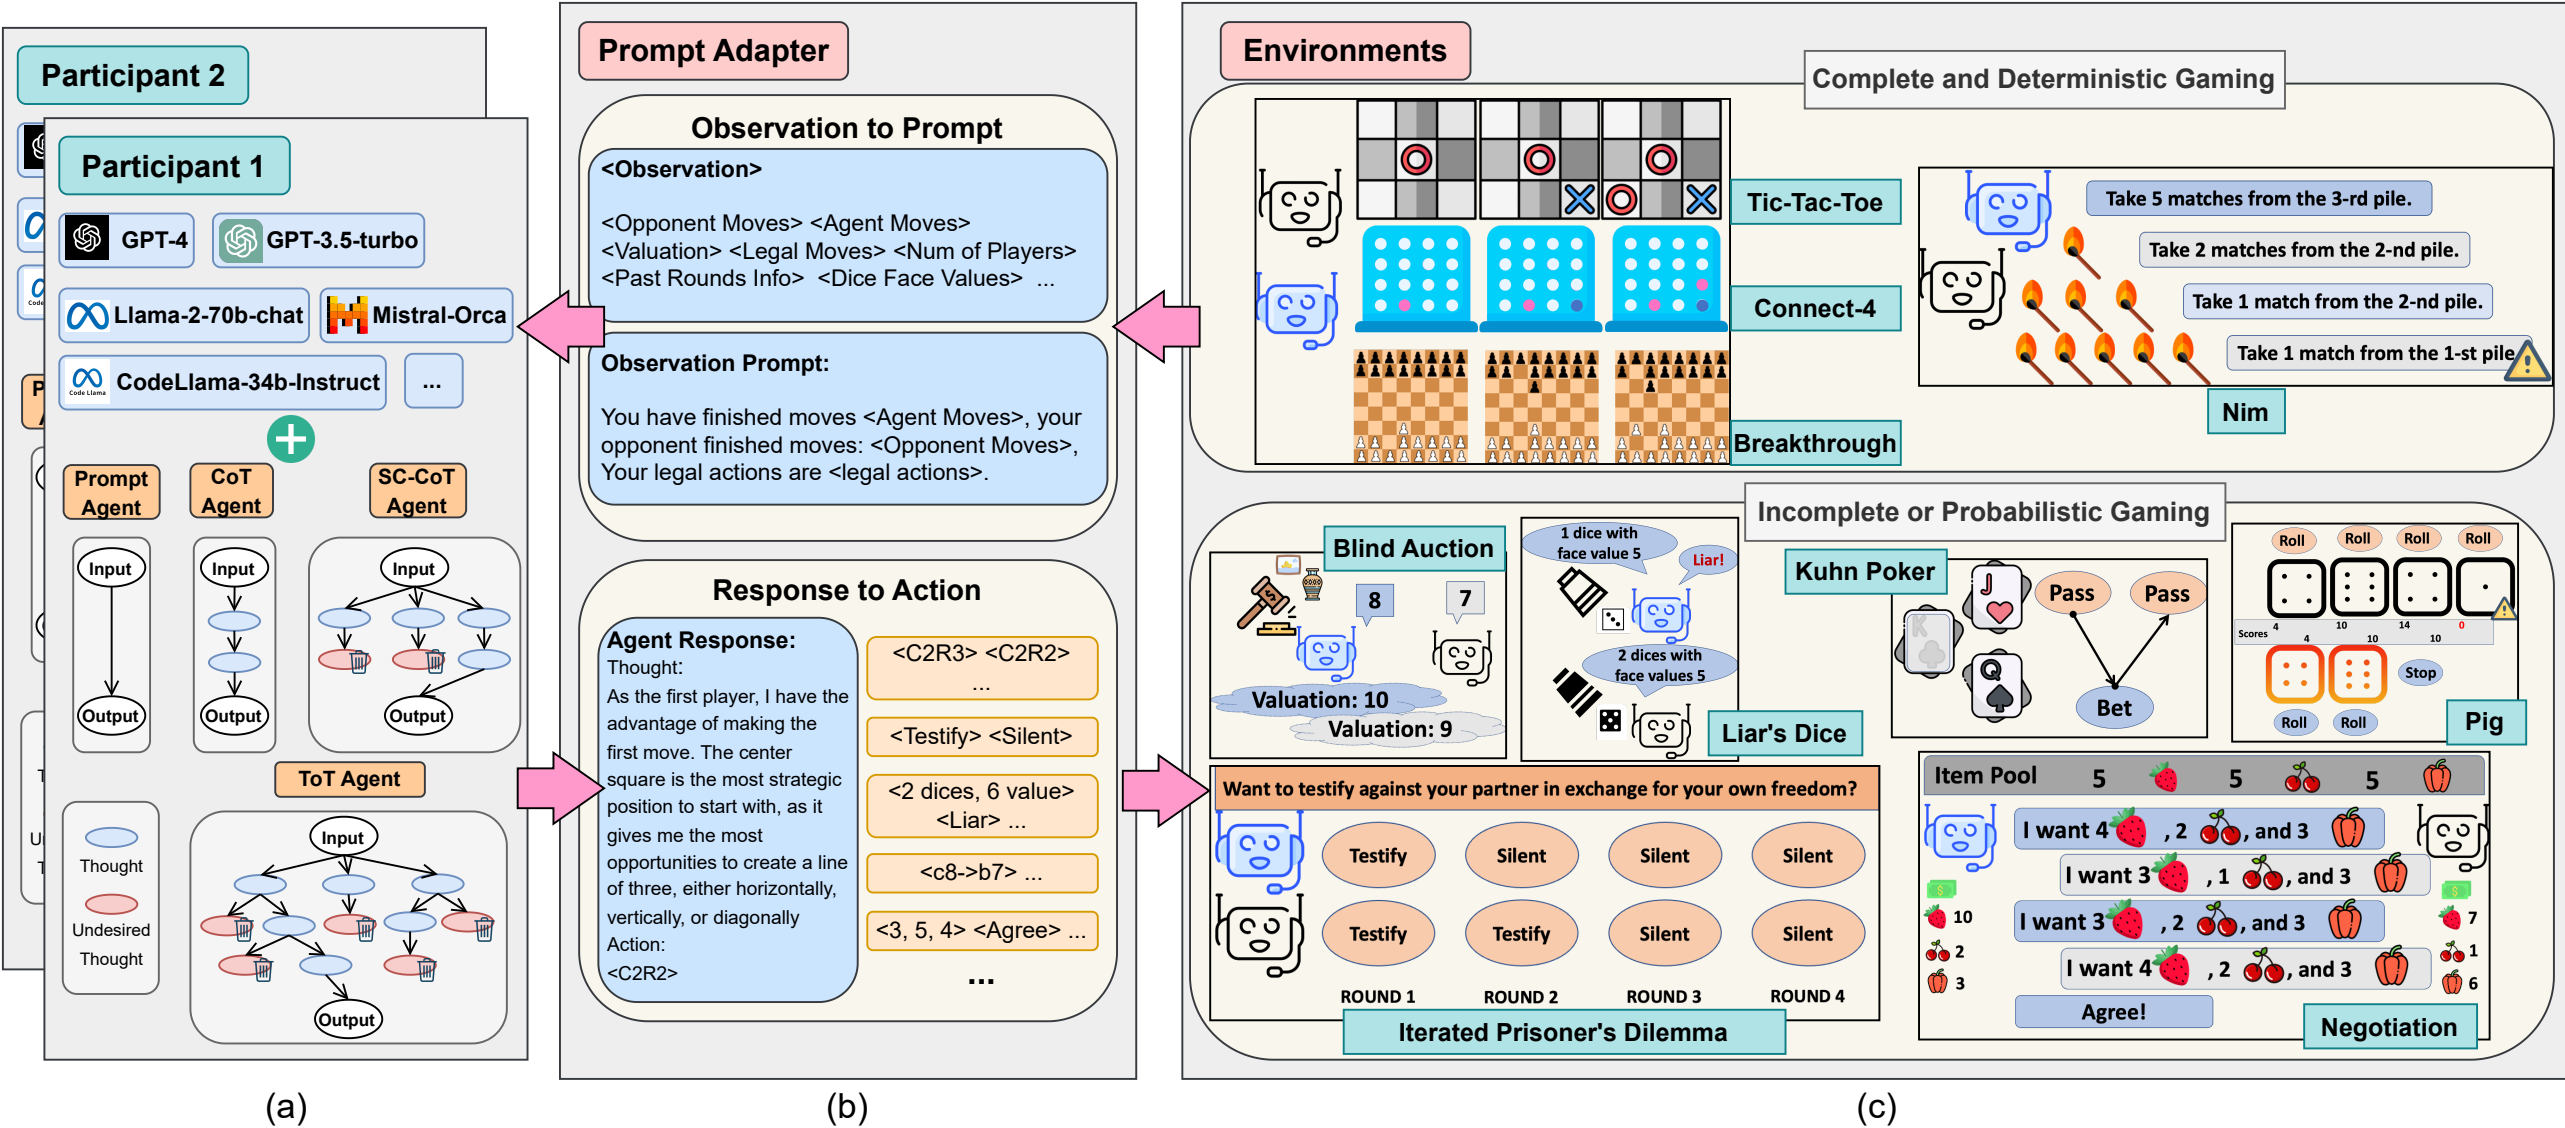 Participant 2
Participant 1
GPT-4
GPT-3.5-turbo
Llama-2-70b-chat
Mistral-Orca
Code Llama
CodeLlama-34b-Instruct
...
Prompt
Agent
CoT
Agent
SC-CoT
Agent
Input
Output
Input
Output
Input
Output
ToT Agent
Thought
Undesired
Thought
Input
Output
(a)
Prompt Adapter
Observation to Prompt
<Observation>
<Opponent Moves> <Agent Moves>
<Valuation> <Legal Moves> <Num of Players>
<Past Rounds Info> <Dice Face Values> ...
Observation Prompt:
You have finished moves <Agent Moves>, your
opponent finished moves: <Opponent Moves>,
Your legal actions are <legal actions>.
Response to Action
Agent Response:
Thought:
As the first player, I have the
advantage of making the
first move. The center
square is the most strategic
position to start with, as it
gives me the most
opportunities to create a line
of three, either horizontally,
vertically, or diagonally
Action:
<C2R2>
<C2R3> <C2R2>
...
<Testify> <Silent>
<2 dices, 6 value>
<Liar> ...
<c8->b7> ...
<3, 5, 4> <Agree> ...
...
(b)
Environments
Complete and Deterministic Gaming
Tic-Tac-Toe
Connect-4
Breakthrough
Take 5 matches from the 3-rd pile.
Take 2 matches from the 2-nd pile.
Take 1 match from the 2-nd pile.
Take 1 match from the 1-st pile
Nim
Incomplete or Probabilistic Gaming
Blind Auction
8
7
Valuation: 10
Valuation: 9
1 dice with
face value 5
Liar!
2 dices with
face values 5
Liar's Dice
Kuhn Poker
K
J
Q
Pass
Pass
Bet
Roll Roll Roll Roll
Scores 4 10 14 0
4 10 10
Stop
Roll Roll
Pig
Want to testify against your partner in exchange for your own freedom?
Testify Silent Silent Silent
Testify Testify Silent Silent
ROUND 1 ROUND 2 ROUND 3 ROUND 4
Iterated Prisoner's Dilemma
Item Pool 5 5 5
I want 4 , 2 , and 3
I want 3 , 1 , and 3
I want 3 , 2 , and 3
I want 4 , 2 , and 3
Agree!
10
2
3
7
1
6
Negotiation
(c)